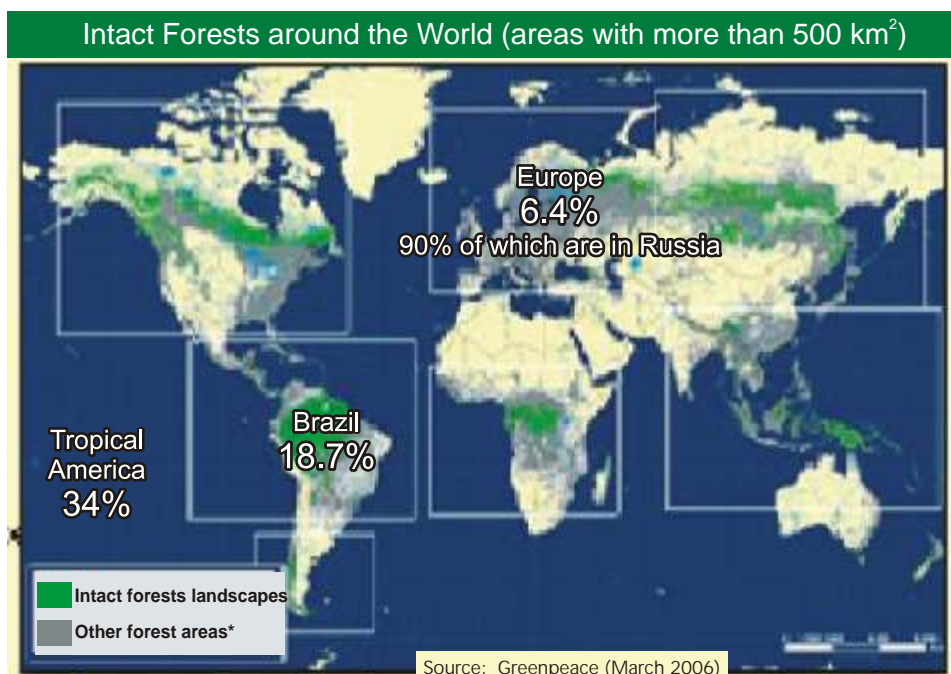 Intact Forests around the World (areas with more than 500 km²)
Europe
6.4%
90% of which are in Russia
Brazil
18.7%
Tropical
America
34%
Intact forests landscapes
Other forest areas*
Source: Greenpeace (March 2006)